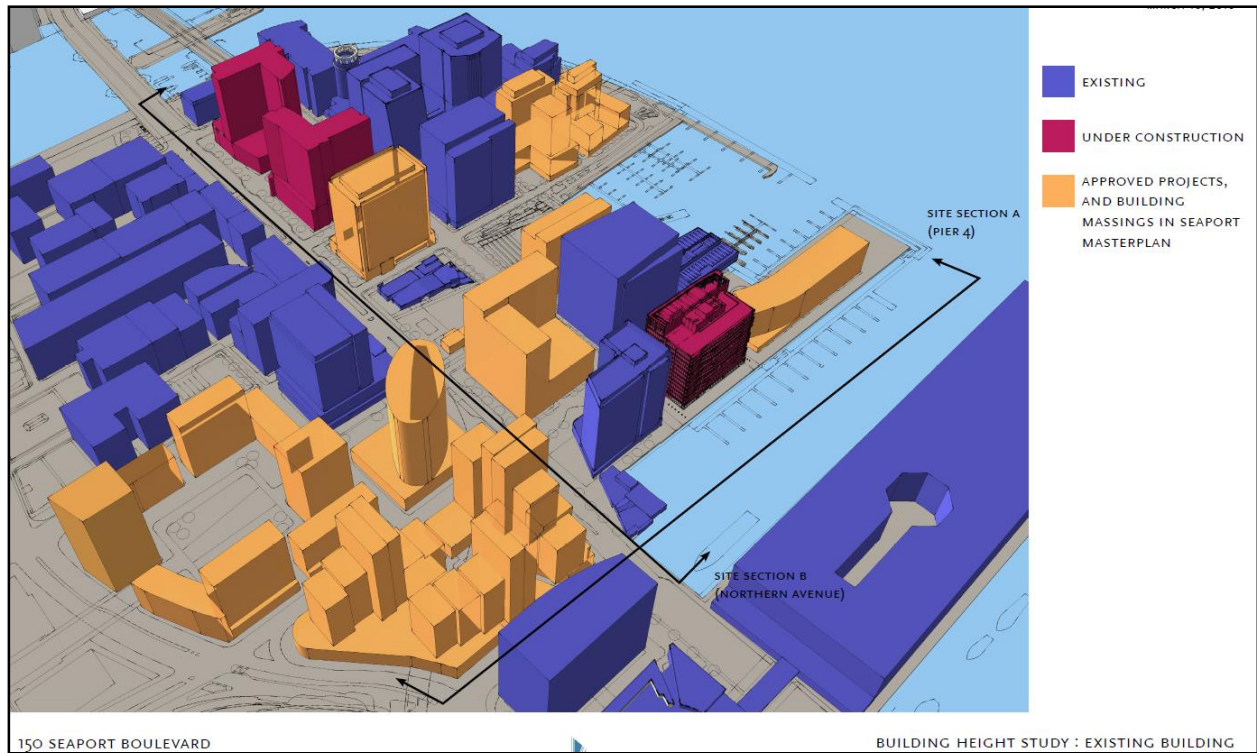 EXISTING
UNDER CONSTRUCTION
APPROVED PROJECTS,
AND BUILDING
MASSINGS IN SEAPORT
MASTERPLAN
SITE SECTION A
(PIER 4)
SITE SECTION B
(NORTHERN AVENUE)
150 SEAPORT BOULEVARD
BUILDING HEIGHT STUDY : EXISTING BUILDING